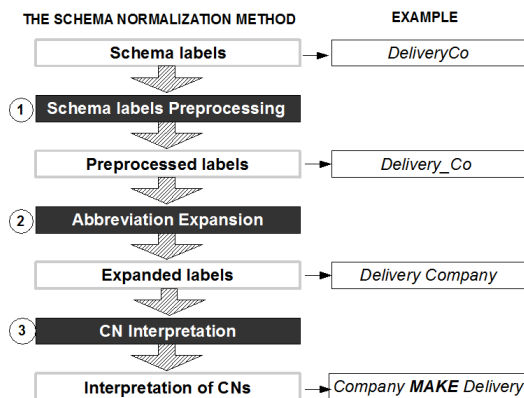 THE SCHEMA NORMALIZATION METHOD EXAMPLE
Schema labels DeliveryCo
1 Schema labels Preprocessing
Preprocessed labels Delivery_Co
2 Abbreviation Expansion
Expanded labels Delivery Company
3 CN Interpretation
Interpretation of CNs Company MAKE Delivery